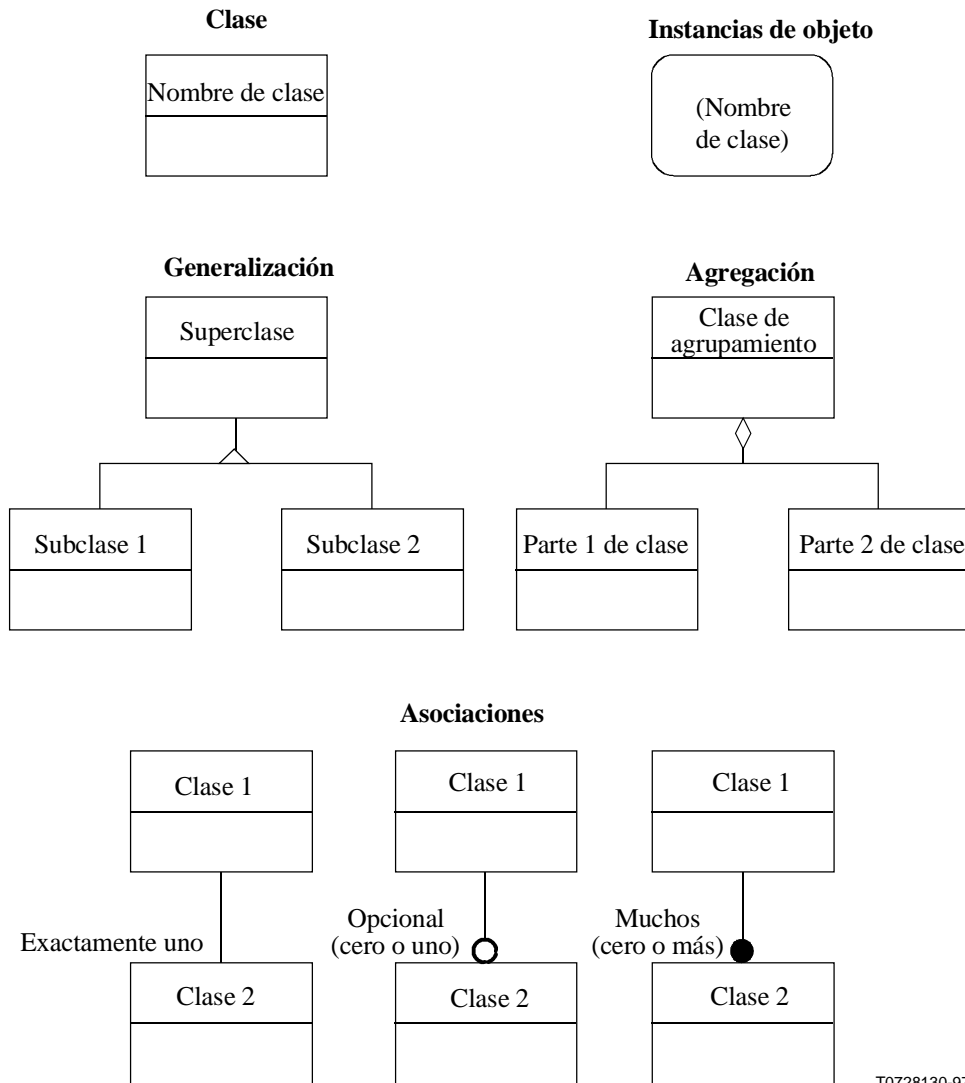 Clase
Instancias de objeto
Nombre de clase
(Nombre
de clase)
Generalización
Agregación
Superclase
Clase de
agrupamiento
Subclase 1
Subclase 2
Parte 1 de clase
Parte 2 de clase
Asociaciones
Clase 1
Clase 1
Clase 1
Exactamente uno
Opcional
(cero o uno)
Muchos
(cero o más)
Clase 2
Clase 2
Clase 2